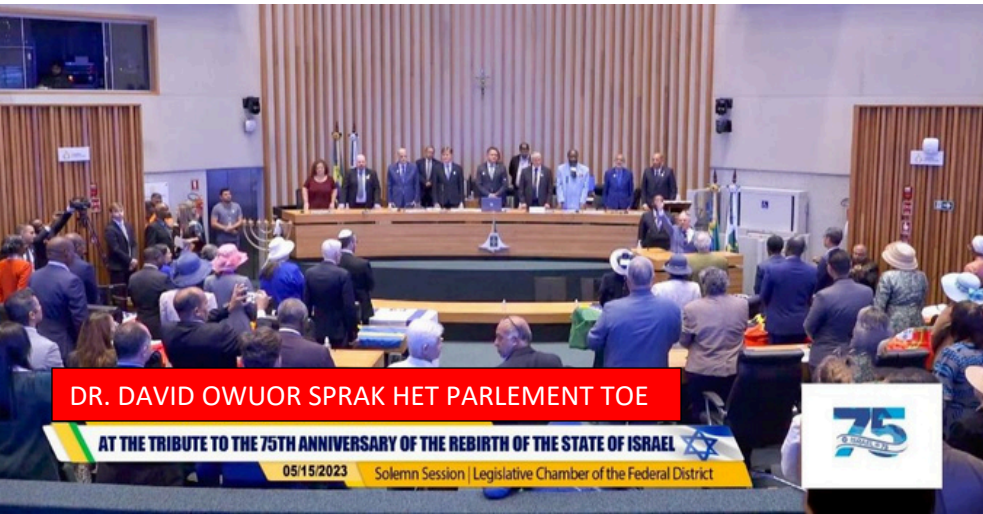 DR. DAVID OWUOR SPRAK HET PARLEMENT TOE
AT THE TRIBUTE TO THE 75TH ANNIVERSARY OF THE REBIRTH OF THE STATE OF ISRAEL
05/15/2023 Solemn Session | Legislative Chamber of the Federal District
75
ISRAEL